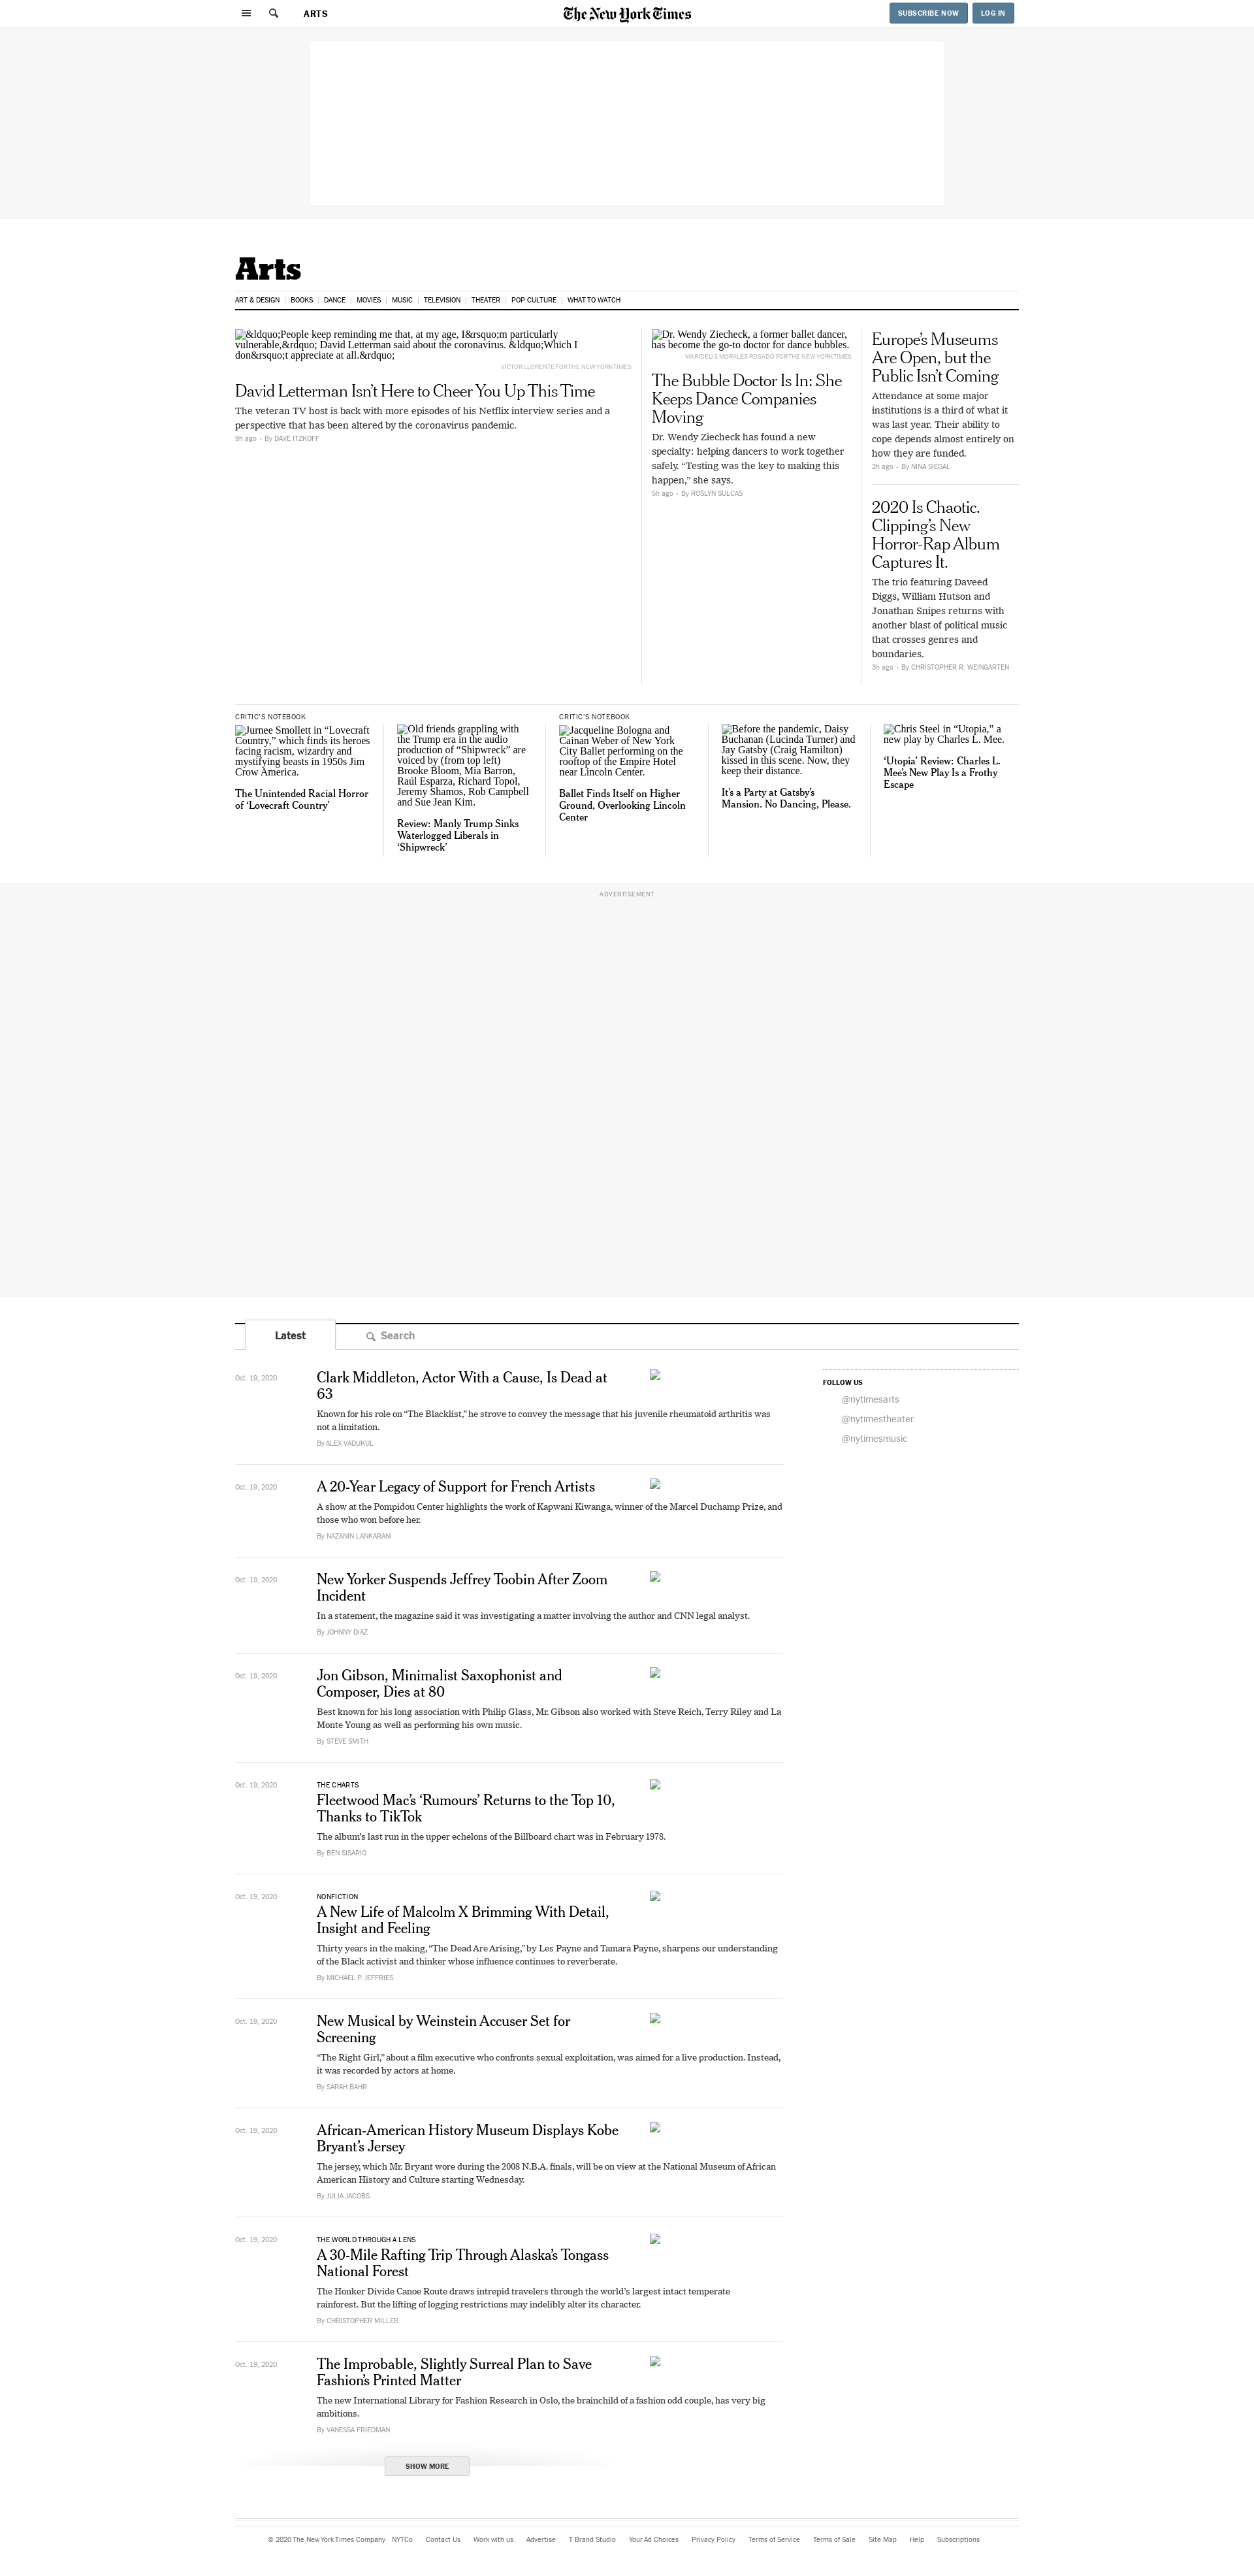 ARTS
The New York Times
SUBSCRIBE NOW
LOG IN
Arts
ART & DESIGN
BOOKS
DANCE
MOVIES
MUSIC
TELEVISION
THEATER
POP CULTURE
WHAT TO WATCH
&ldquo;People keep reminding me that, at my age, I&rsquo;m particularly
vulnerable,&rdquo; David Letterman said about the coronavirus. &ldquo;Which I
don&rsquo;t appreciate at all.&rdquo;
VICTOR LLORENTE FOR THE NEW YORK TIMES
David Letterman Isn’t Here to Cheer You Up This Time
The veteran TV host is back with more episodes of his Netflix interview series and a
perspective that has been altered by the coronavirus pandemic.
9h ago • By DAVE ITZKOFF
Dr. Wendy Ziecheck, a former ballet dancer,
has become the go-to doctor for dance bubbles.
MARIDELIS MORALES ROSADO FOR THE NEW YORK TIMES
The Bubble Doctor Is In: She
Keeps Dance Companies
Moving
Dr. Wendy Ziecheck has found a new
specialty: helping dancers to work together
safely. “Testing was the key to making this
happen,” she says.
5h ago • By ROSLYN SULCAS
Europe’s Museums
Are Open, but the
Public Isn’t Coming
Attendance at some major
institutions is a third of what it
was last year. Their ability to
cope depends almost entirely on
how they are funded.
2h ago • By NINA SIEGAL
2020 Is Chaotic.
Clipping’s New
Horror-Rap Album
Captures It.
The trio featuring Daveed
Diggs, William Hutson and
Jonathan Snipes returns with
another blast of political music
that crosses genres and
boundaries.
3h ago • By CHRISTOPHER R. WEINGARTEN
CRITIC’S NOTEBOOK
Jurnee Smollett in “Lovecraft
Country,” which finds its heroes
facing racism, wizardry and
mystifying beasts in 1950s Jim
Crow America.
The Unintended Racial Horror
of ‘Lovecraft Country’
Old friends grappling with
the Trump era in the audio
production of “Shipwreck” are
voiced by (from top left)
Brooke Bloom, Mia Barron,
Raúl Esparza, Richard Topol,
Jeremy Shamos, Rob Campbell
and Sue Jean Kim.
Review: Manly Trump Sinks
Waterlogged Liberals in
‘Shipwreck’
CRITIC’S NOTEBOOK
Jacqueline Bologna and
Cainan Weber of New York
City Ballet performing on the
rooftop of the Empire Hotel
near Lincoln Center.
Ballet Finds Itself on Higher
Ground, Overlooking Lincoln
Center
Before the pandemic, Daisy
Buchanan (Lucinda Turner) and
Jay Gatsby (Craig Hamilton)
kissed in this scene. Now, they
keep their distance.
It’s a Party at Gatsby’s
Mansion. No Dancing, Please.
Chris Steel in “Utopia,” a
new play by Charles L. Mee.
‘Utopia’ Review: Charles L.
Mee’s New Play Is a Frothy
Escape
ADVERTISEMENT
Latest
Search
Oct. 19, 2020
Clark Middleton, Actor With a Cause, Is Dead at
63
Known for his role on “The Blacklist,” he strove to convey the message that his juvenile rheumatoid arthritis was
not a limitation.
By ALEX VADUKUL
FOLLOW US
@nytimesarts
@nytimestheater
@nytimesmusic
Oct. 19, 2020
A 20-Year Legacy of Support for French Artists
A show at the Pompidou Center highlights the work of Kapwani Kiwanga, winner of the Marcel Duchamp Prize, and
those who won before her.
By NAZANIN LANKARANI
Oct. 19, 2020
New Yorker Suspends Jeffrey Toobin After Zoom
Incident
In a statement, the magazine said it was investigating a matter involving the author and CNN legal analyst.
By JOHNNY DIAZ
Oct. 19, 2020
Jon Gibson, Minimalist Saxophonist and
Composer, Dies at 80
Best known for his long association with Philip Glass, Mr. Gibson also worked with Steve Reich, Terry Riley and La
Monte Young as well as performing his own music.
By STEVE SMITH
Oct. 19, 2020
THE CHARTS
Fleetwood Mac’s ‘Rumours’ Returns to the Top 10,
Thanks to TikTok
The album’s last run in the upper echelons of the Billboard chart was in February 1978.
By BEN SISARIO
Oct. 19, 2020
NONFICTION
A New Life of Malcolm X Brimming With Detail,
Insight and Feeling
Thirty years in the making, “The Dead Are Arising,” by Les Payne and Tamara Payne, sharpens our understanding
of the Black activist and thinker whose influence continues to reverberate.
By MICHAEL P. JEFFRIES
Oct. 19, 2020
New Musical by Weinstein Accuser Set for
Screening
“The Right Girl,” about a film executive who confronts sexual exploitation, was aimed for a live production. Instead,
it was recorded by actors at home.
By SARAH BAHR
Oct. 19, 2020
African-American History Museum Displays Kobe
Bryant’s Jersey
The jersey, which Mr. Bryant wore during the 2008 N.B.A. finals, will be on view at the National Museum of African
American History and Culture starting Wednesday.
By JULIA JACOBS
Oct. 19, 2020
THE WORLD THROUGH A LENS
A 30-Mile Rafting Trip Through Alaska’s Tongass
National Forest
The Honker Divide Canoe Route draws intrepid travelers through the world’s largest intact temperate
rainforest. But the lifting of logging restrictions may indelibly alter its character.
By CHRISTOPHER MILLER
Oct. 19, 2020
The Improbable, Slightly Surreal Plan to Save
Fashion’s Printed Matter
The new International Library for Fashion Research in Oslo, the brainchild of a fashion odd couple, has very big
ambitions.
By VANESSA FRIEDMAN
SHOW MORE
© 2020 The New York Times Company
NYTCo
Contact Us
Work with us
Advertise
T Brand Studio
Your Ad Choices
Privacy Policy
Terms of Service
Terms of Sale
Site Map
Help
Subscriptions